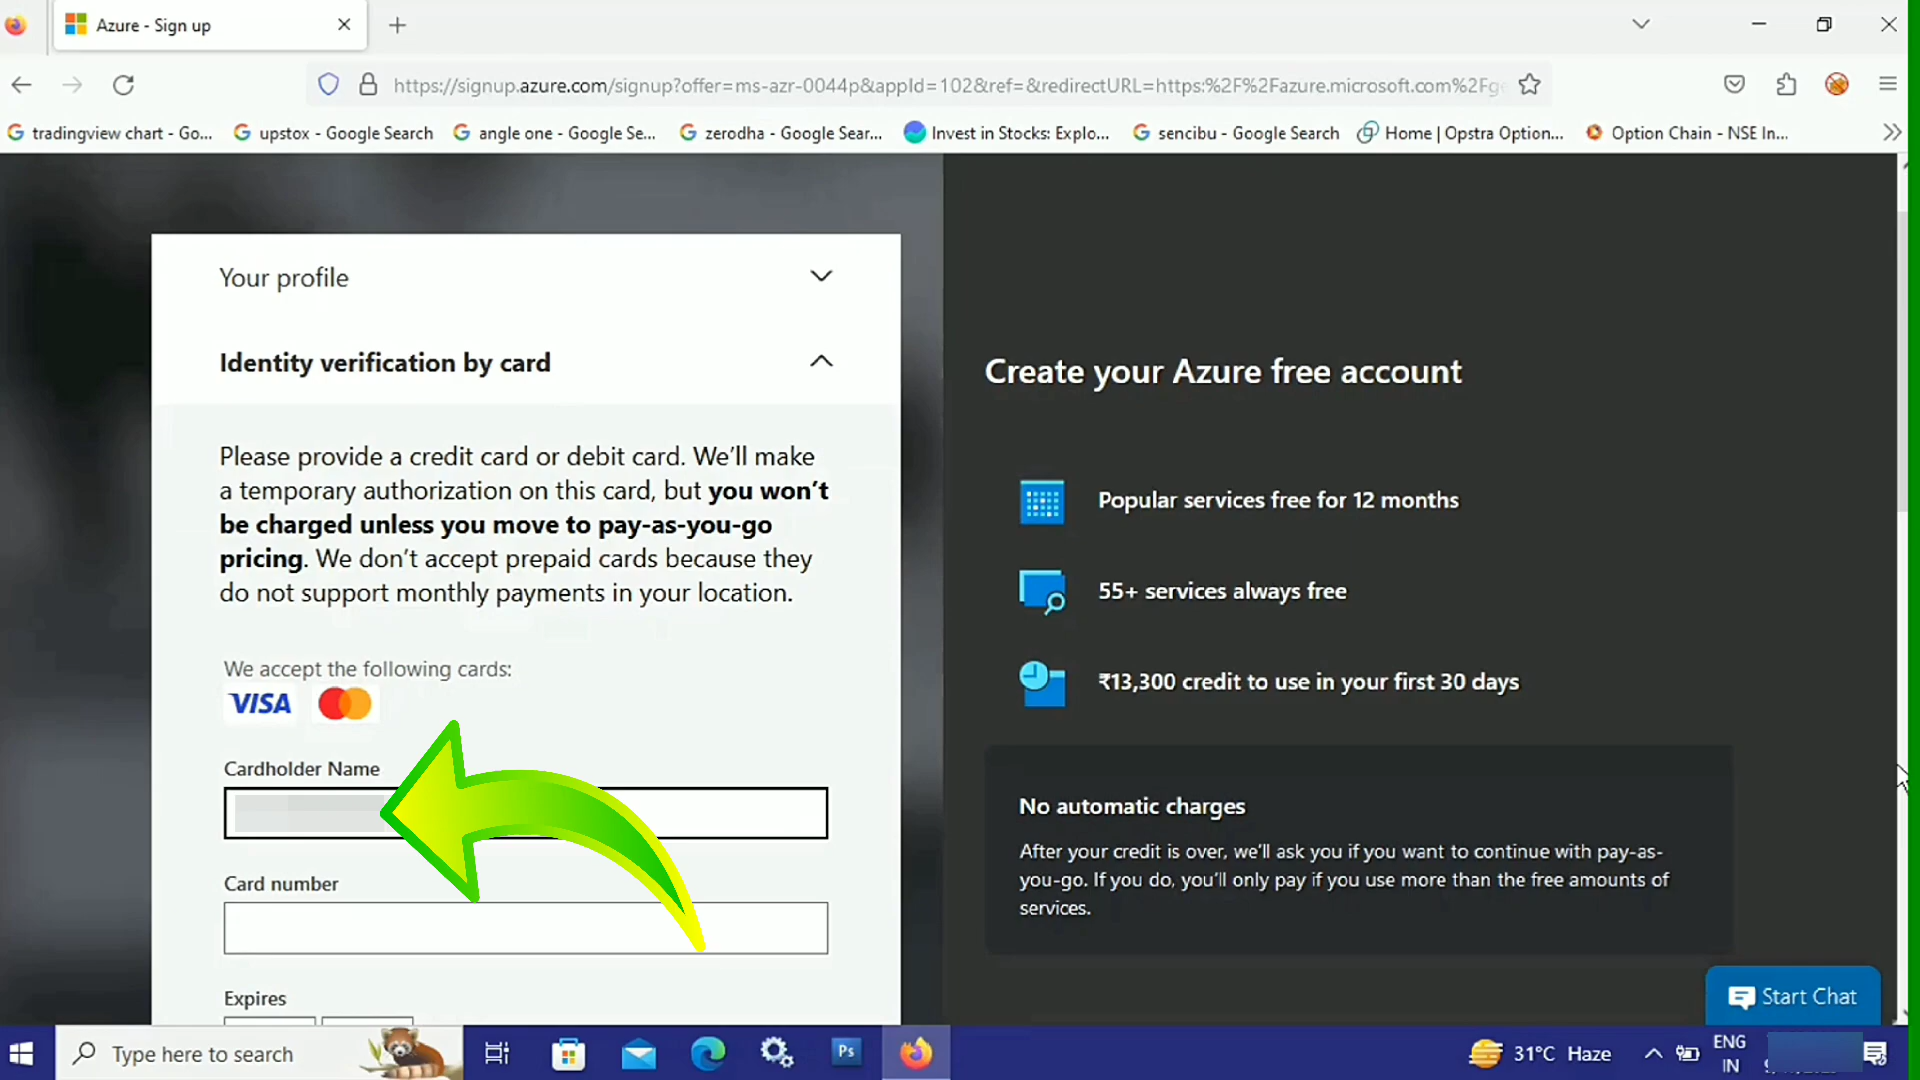 Azure - Sign up
https://signup.azure.com/signup?offer=ms-azr-0044p&appId=102&ref=&redirectURL=https:%2F%2Fazure.microsoft.com%2Fge
tradingview chart - Go...
upstox - Google Search
angle one - Google Se...
zerodha - Google Sear...
Invest in Stocks: Explo...
sencibu - Google Search
Home | Opstra Option...
Option Chain - NSE In...
Your profile
Identity verification by card
Please provide a credit card or debit card. We'll make
a temporary authorization on this card, but you won't
be charged unless you move to pay-as-you-go
pricing. We don't accept prepaid cards because they
do not support monthly payments in your location.
We accept the following cards:
VISA
Cardholder Name
Card number
Expires
Create your Azure free account
Popular services free for 12 months
55+ services always free
₹13,300 credit to use in your first 30 days
No automatic charges
After your credit is over, we'll ask you if you want to continue with pay-as-
you-go. If you do, you'll only pay if you use more than the free amounts of
services.
Start Chat
Type here to search
Ps
31°C Haze
ENG
IN